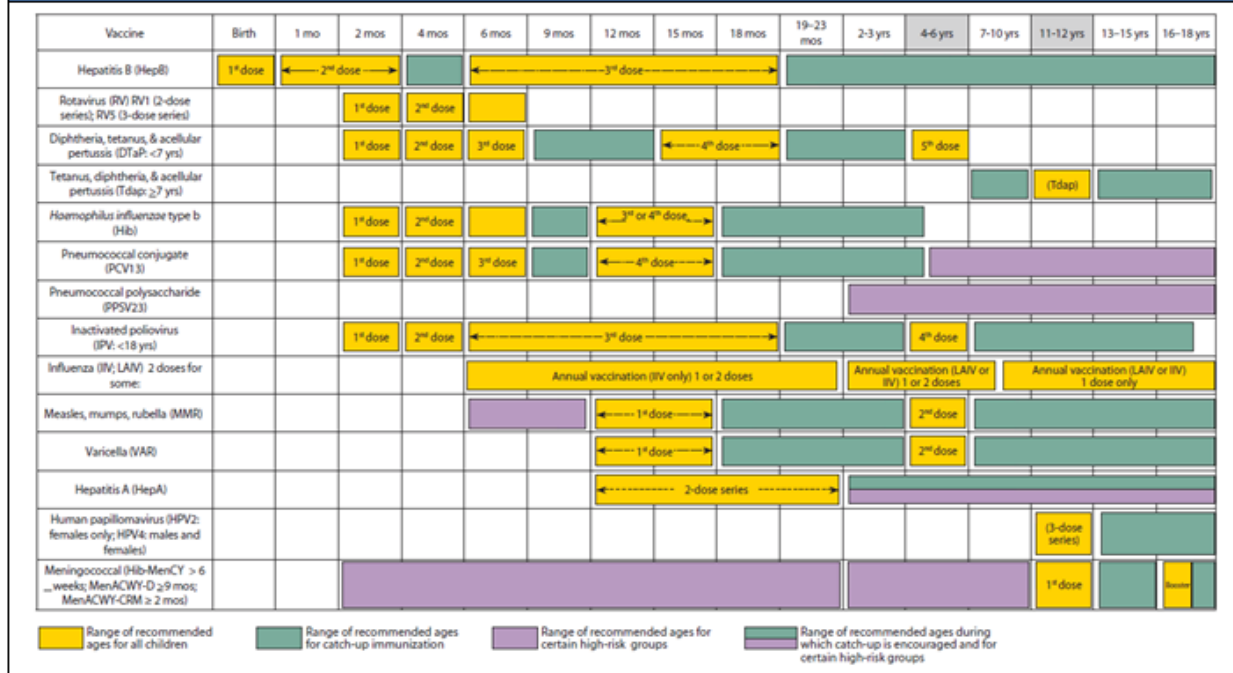 Vaccine Birth 1 mo 2 mos 4 mos 6 mos 9 mos 12 mos 15 mos 18 mos 19–23 mos 2-3 yrs 4-6 yrs 7-10 yrs 11-12 yrs 13–15 yrs 16–18 yrs
Hepatitis B (HepB) 1st dose 2nd dose 3rd dose
Rotavirus (RV) RV1 (2-dose
series); RV5 (3-dose series) 1st dose 2nd dose
Diphtheria, tetanus, & acellular
pertussis (DTaP: <7 yrs) 1st dose 2nd dose 3rd dose 4th dose 5th dose
Tetanus, diphtheria, & acellular
pertussis (Tdap: ≥7 yrs) (Tdap)
Haemophilus influenzae type b
(Hib) 1st dose 2nd dose 3rd or 4th dose,
Pneumococcal conjugate
(PCV13) 1st dose 2nd dose 3rd dose 4th dose
Pneumococcal polysaccharide
(PPSV23)
Inactivated poliovirus
(IPV: <18 yrs) 1st dose 2nd dose 3rd dose 4th dose
Influenza (IIV; LAIV) 2 doses for
some: Annual vaccination (IIV only) 1 or 2 doses
Annual vaccination (LAIV or
IIV) 1 or 2 doses
Annual vaccination (LAIV or IIV)
1 dose only
Measles, mumps, rubella (MMR) 1st dose 2nd dose
Varicella (VAR) 1st dose 2nd dose
Hepatitis A (HepA) 2-dose series
Human papillomavirus (HPV2:
females only; HPV4: males and
females) (3-dose
series)
Meningococcal (Hib-MenCY > 6
_weeks; MenACWY-D ≥9 mos;
MenACWY-CRM ≥ 2 mos) 1st dose Booster
Range of recommended
ages for all children
Range of recommended ages
for catch-up immunization
Range of recommended ages for
certain high-risk groups
Range of recommended ages during
which catch-up is encouraged and for
certain high-risk groups